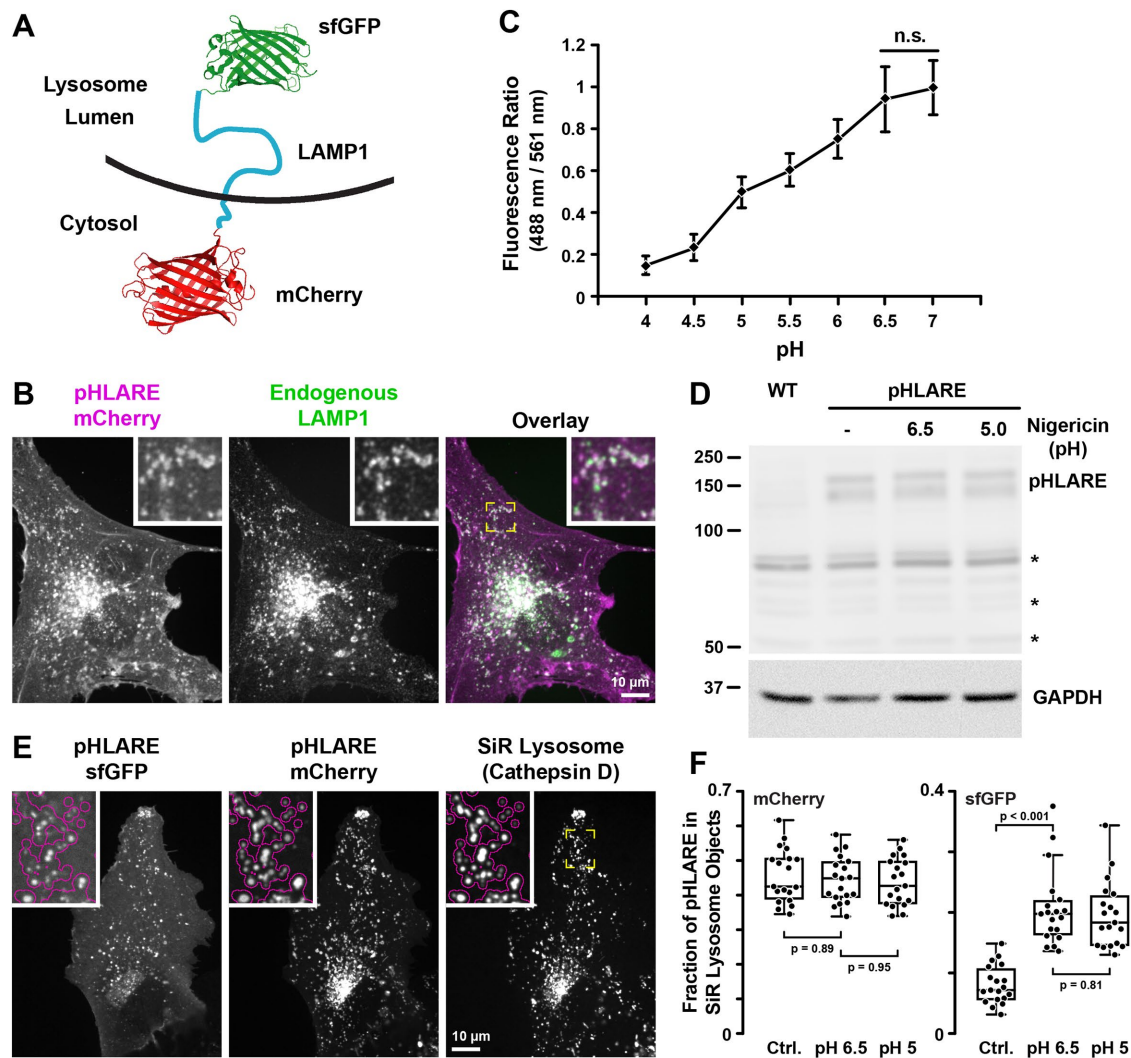 A
sfGFP
Lysosome
Lumen
LAMP1
Cytosol
mCherry
C
n.s.
1.2
1
0.8
0.6
0.4
0.2
0
Fluorescence Ratio
(488 nm / 561 nm)
4 4.5 5 5.5 6 6.5 7
pH
B
pHLARE
mCherry
Endogenous
LAMP1
Overlay
10 µm
D
WT pHLARE
- 6.5 5.0 Nigericin
(pH)
250
150
100
50
37
pHLARE
*
*
*
GAPDH
E
pHLARE
sfGFP
pHLARE
mCherry
SiR Lysosome
(Cathepsin D)
10 µm
F
Fraction of pHLARE in
SiR Lysosome Objects
0.7
0
mCherry
p = 0.89
p = 0.95
Ctrl. pH 6.5 pH 5
0.4
0
sfGFP
p < 0.001
p = 0.81
Ctrl. pH 6.5 pH 5